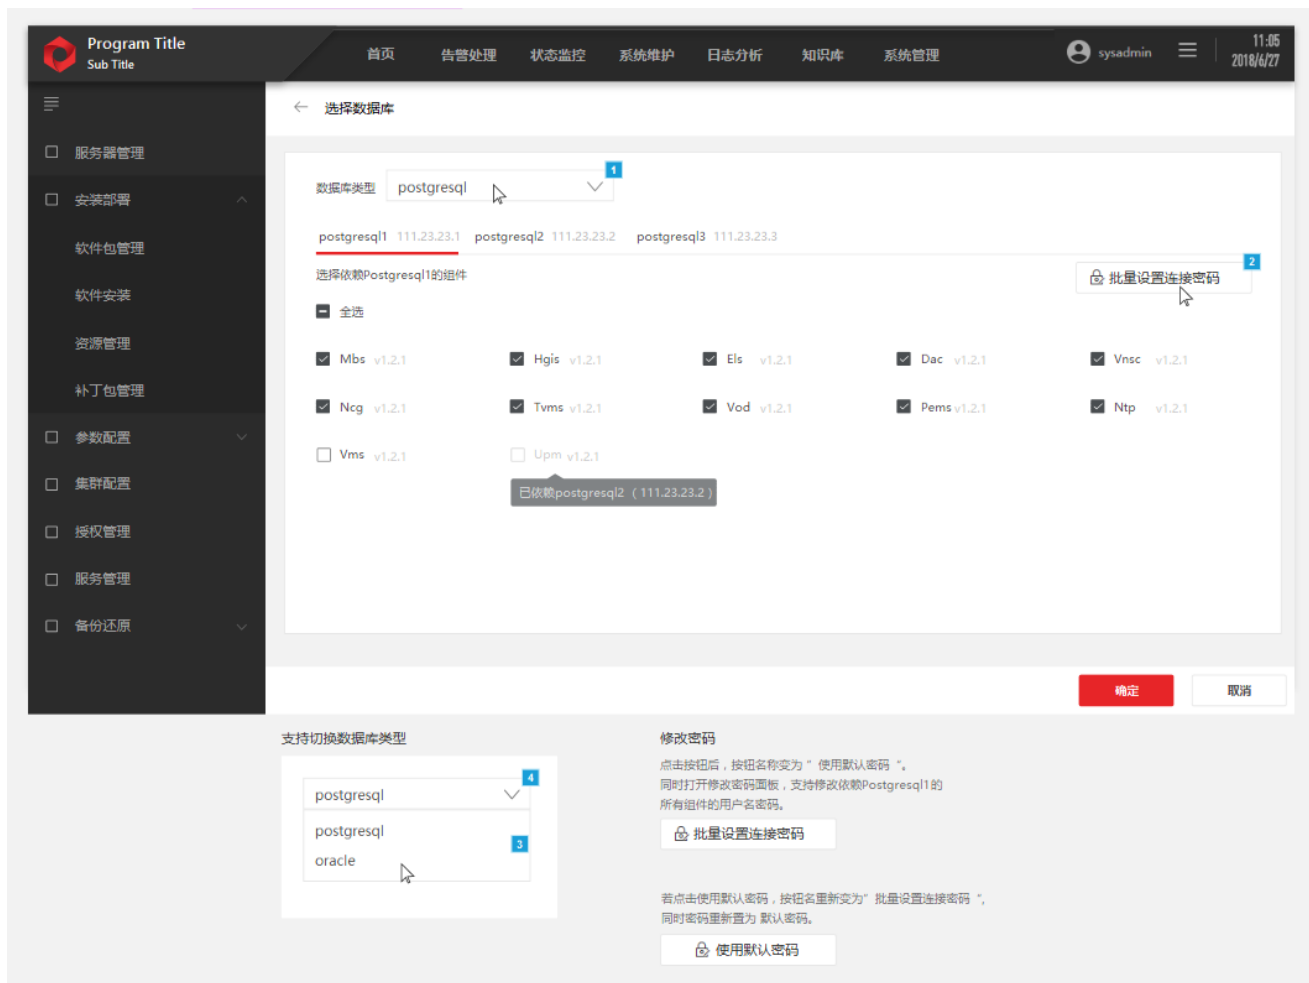 Program Title
Sub Title
首页 告警处理 状态监控 系统维护 日志分析 知识库 系统管理
sysadmin
11:05
2018/6/27
选择数据库
服务器管理
安装部署
软件包管理
软件安装
资源管理
补丁包管理
参数配置
集群配置
授权管理
服务管理
备份还原
数据库类型 postgresql
1
postgresql1 111.23.23.1 postgresql2 111.23.23.2 postgresql3 111.23.23.3
选择依赖Postgresql1的组件
2
批量设置连接密码
全选
Mbs v1.2.1 Hgis v1.2.1 Els v1.2.1 Dac v1.2.1 Vnsc v1.2.1
Ncg v1.2.1 Tvms v1.2.1 Vod v1.2.1 Pems v1.2.1 Ntp v1.2.1
Vms v1.2.1 Upm v1.2.1
已依赖postgresql2 ( 111.23.23.2 )
确定 取消
支持切换数据库类型
4
postgresql
postgresql
3
oracle
修改密码
点击按钮后，按钮名称变为 “ 使用默认密码 “。
同时打开修改密码面板，支持修改依赖Postgresql1的
所有组件的用户名密码。
批量设置连接密码
若点击使用默认密码，按钮名重新变为” 批量设置连接密码 “，
同时密码重新置为 默认密码。
使用默认密码